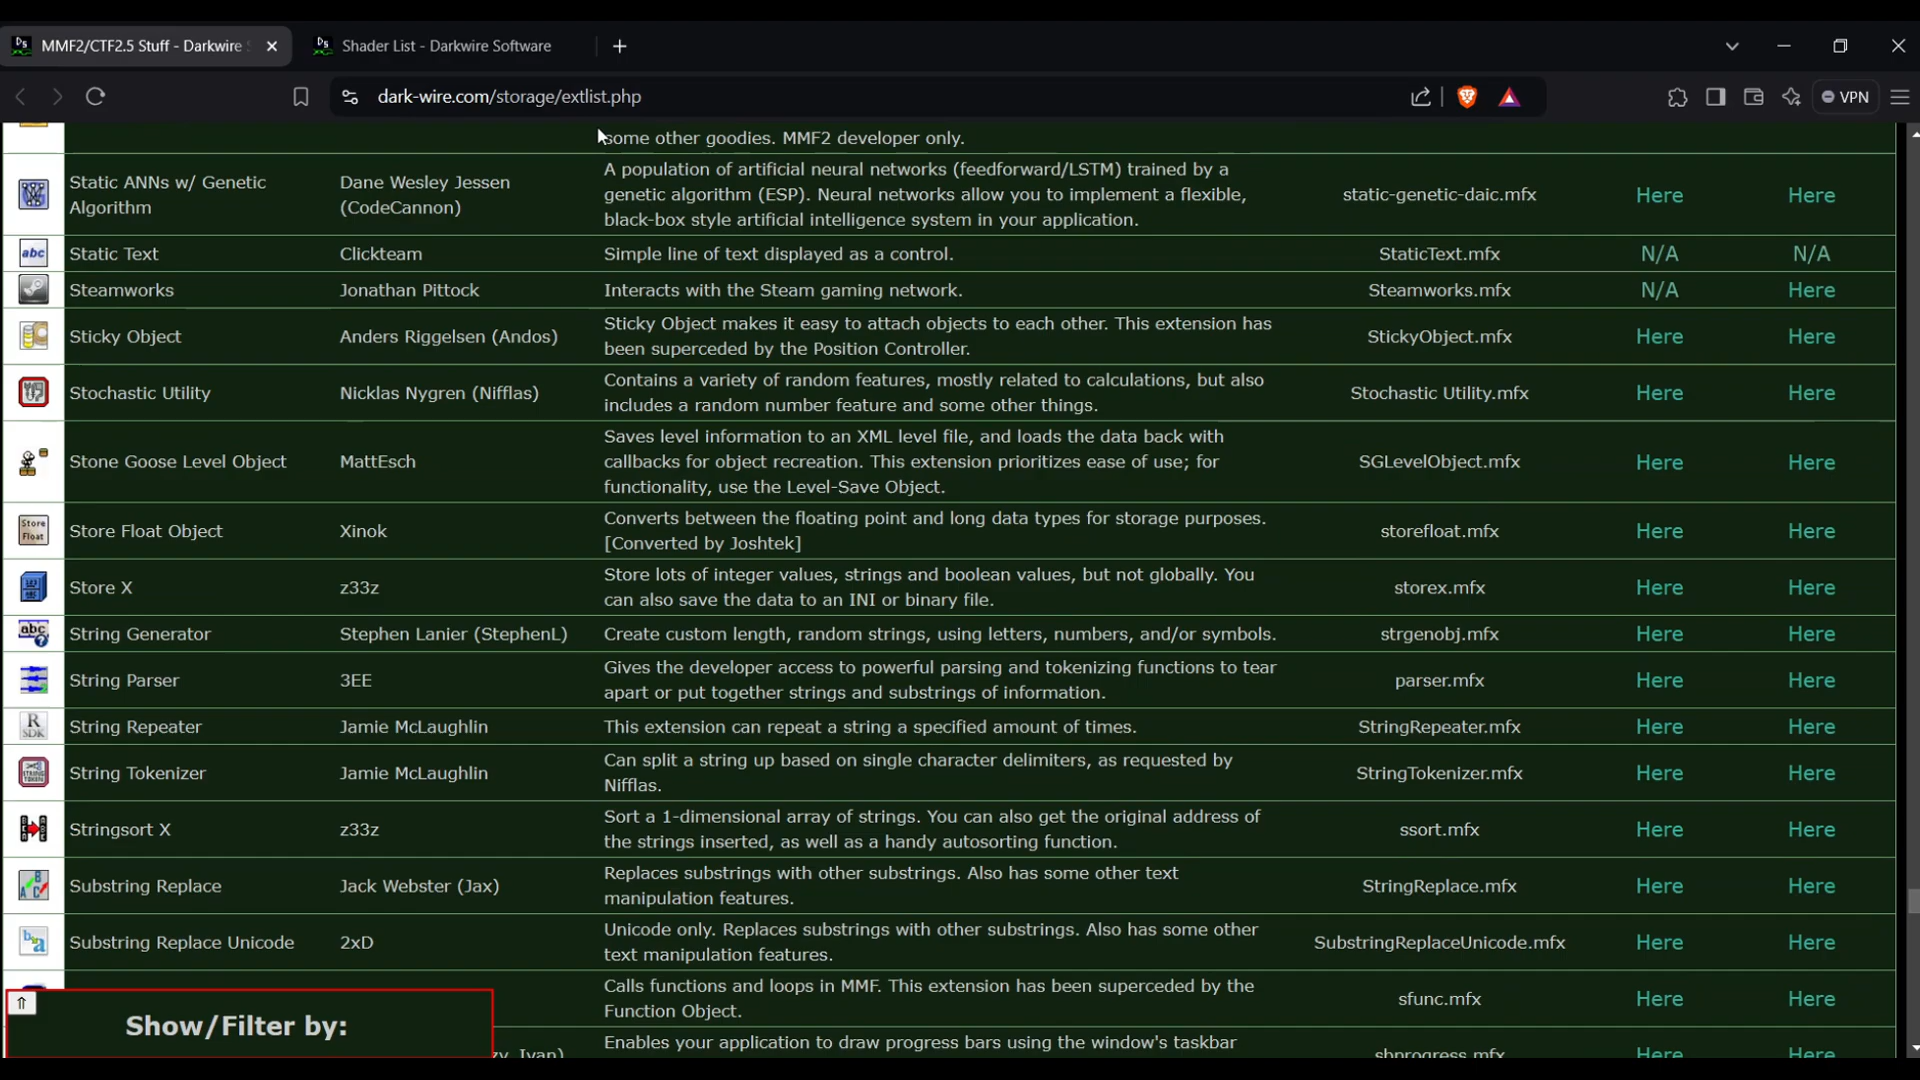 MMF2/CTF2.5 Stuff - Darkwire S
Shader List - Darkwire Software
dark-wire.com/storage/extlist.php
VPN
some other goodies. MMF2 developer only.
Static ANNs w/ Genetic
Algorithm
Dane Wesley Jessen
(CodeCannon)
A population of artificial neural networks (feedforward/LSTM) trained by a
genetic algorithm (ESP). Neural networks allow you to implement a flexible,
black-box style artificial intelligence system in your application.
static-genetic-daic.mfx
Here
Here
abc
Static Text
Clickteam
Simple line of text displayed as a control.
StaticText.mfx
N/A
N/A
Steamworks
Jonathan Pittock
Interacts with the Steam gaming network.
Steamworks.mfx
N/A
Here
Sticky Object
Anders Riggelsen (Andos)
Sticky Object makes it easy to attach objects to each other. This extension has
been superceded by the Position Controller.
StickyObject.mfx
Here
Here
Stochastic Utility
Nicklas Nygren (Nifflas)
Contains a variety of random features, mostly related to calculations, but also
includes a random number feature and some other things.
Stochastic Utility.mfx
Here
Here
Stone Goose Level Object
MattEsch
Saves level information to an XML level file, and loads the data back with
callbacks for object recreation. This extension prioritizes ease of use; for
functionality, use the Level-Save Object.
SGLevelObject.mfx
Here
Here
Store
Float
Store Float Object
Xinok
Converts between the floating point and long data types for storage purposes.
[Converted by Joshtek]
storefloat.mfx
Here
Here
Store X
z33z
Store lots of integer values, strings and boolean values, but not globally. You
can also save the data to an INI or binary file.
storex.mfx
Here
Here
abc
String Generator
Stephen Lanier (StephenL)
Create custom length, random strings, using letters, numbers, and/or symbols.
strgenobj.mfx
Here
Here
String Parser
3EE
Gives the developer access to powerful parsing and tokenizing functions to tear
apart or put together strings and substrings of information.
parser.mfx
Here
Here
R
SDK
String Repeater
Jamie McLaughlin
This extension can repeat a string a specified amount of times.
StringRepeater.mfx
Here
Here
String Tokenizer
Jamie McLaughlin
Can split a string up based on single character delimiters, as requested by
Nifflas.
StringTokenizer.mfx
Here
Here
Stringsort X
z33z
Sort a 1-dimensional array of strings. You can also get the original address of
the strings inserted, as well as a handy autosorting function.
ssort.mfx
Here
Here
Substring Replace
Jack Webster (Jax)
Replaces substrings with other substrings. Also has some other text
manipulation features.
StringReplace.mfx
Here
Here
Substring Replace Unicode
2xD
Unicode only. Replaces substrings with other substrings. Also has some other
text manipulation features.
SubstringReplaceUnicode.mfx
Here
Here
Calls functions and loops in MMF. This extension has been superceded by the
Function Object.
sfunc.mfx
Here
Here
⇑
Show/Filter by:
zy, Ivan)
Enables your application to draw progress bars using the window's taskbar
sbprogress.mfx
Here
Here